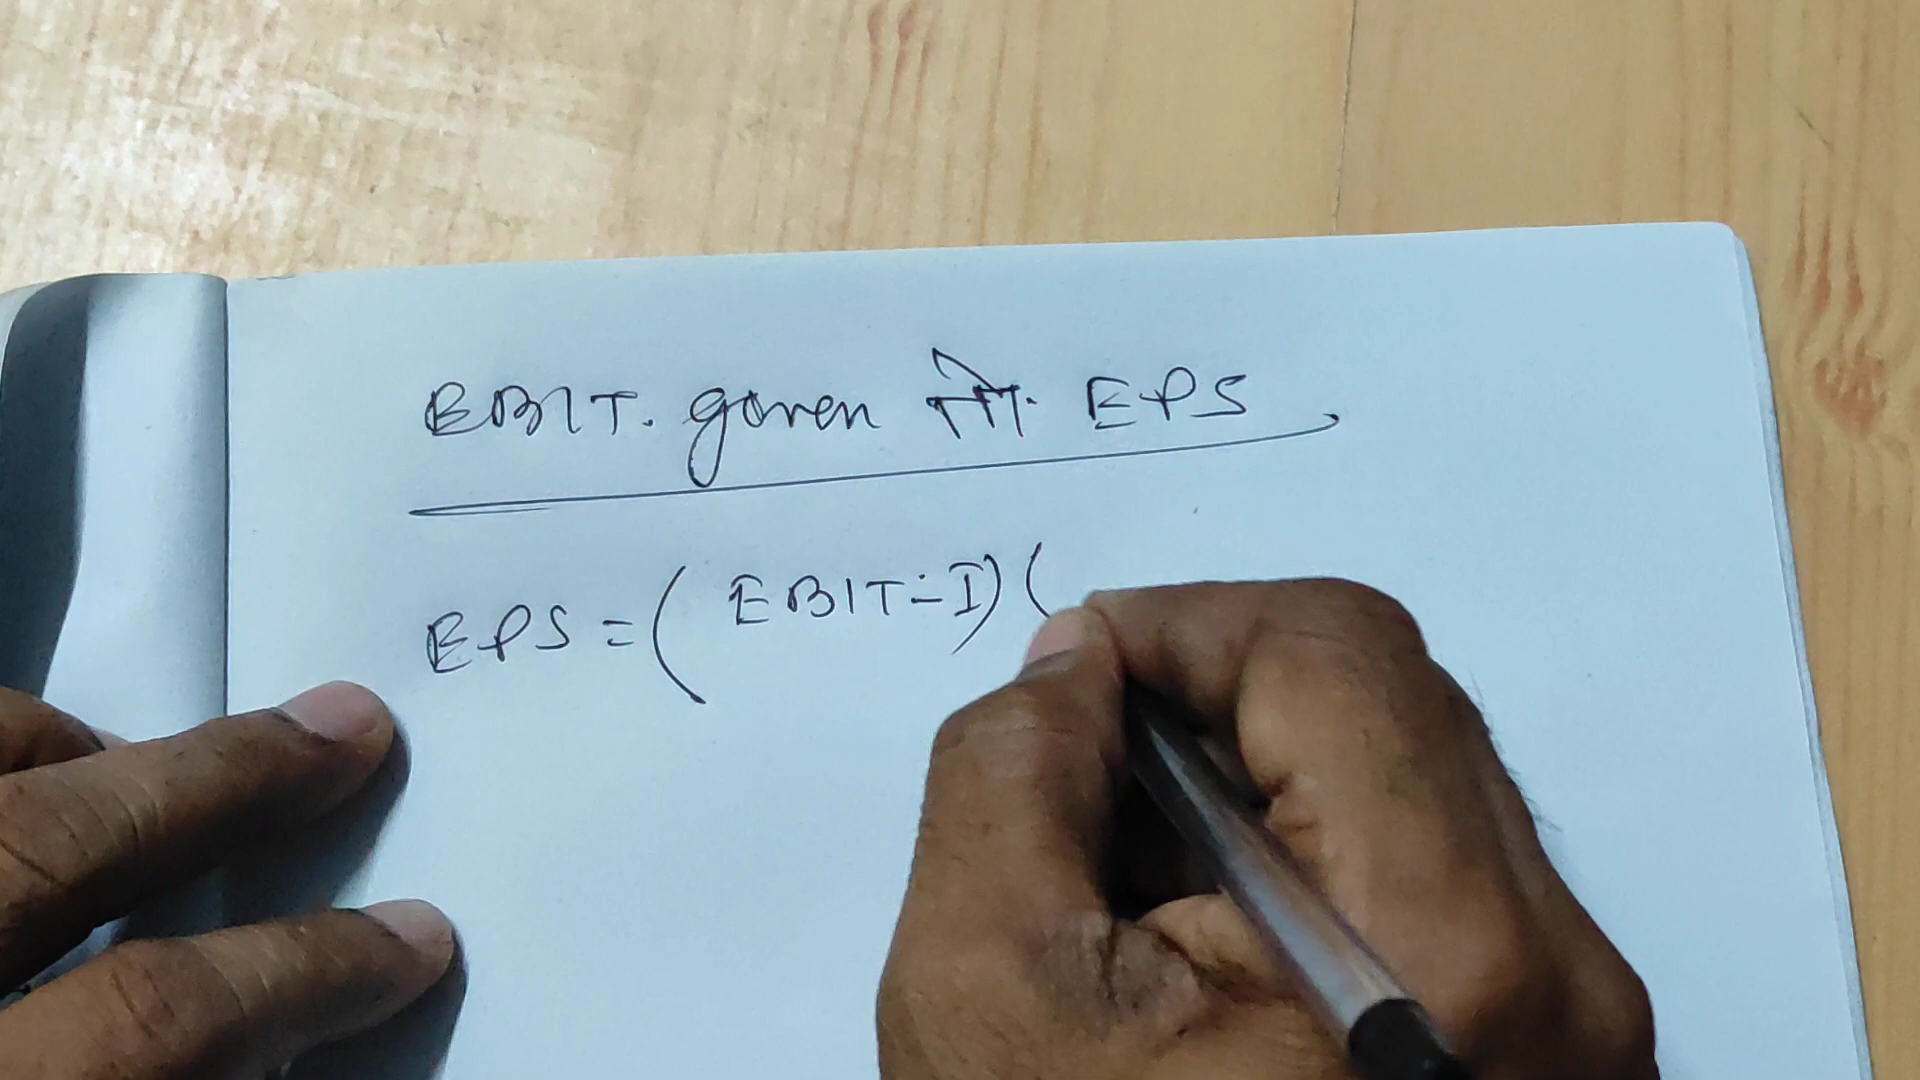 EBIT. given तो. EPS
EPS = ( EBIT - I) (